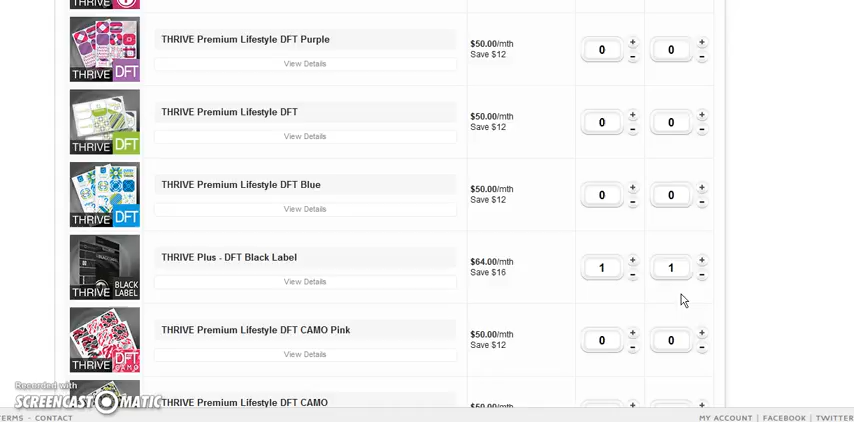 THRIVE Premium Lifestyle DFT Purple
View Details
$50.00/mth
Save $12
0
+
-
0
+
-
THRIVE DFT
THRIVE Premium Lifestyle DFT
View Details
$50.00/mth
Save $12
0
+
-
0
+
-
THRIVE DFT
THRIVE Premium Lifestyle DFT Blue
View Details
$50.00/mth
Save $12
0
+
-
0
+
-
THRIVE DFT
THRIVE Plus - DFT Black Label
View Details
$64.00/mth
Save $16
1
+
-
1
+
-
THRIVE BLACK
LABEL
THRIVE Premium Lifestyle DFT CAMO Pink
View Details
$50.00/mth
Save $12
0
+
-
0
+
-
THRIVE DFT
CAMO
THRIVE Premium Lifestyle DFT CAMO
$50.00/mth
Recorded with
SCREENCAST-O-MATIC
TERMS - CONTACT
MY ACCOUNT | FACEBOOK | TWITTER